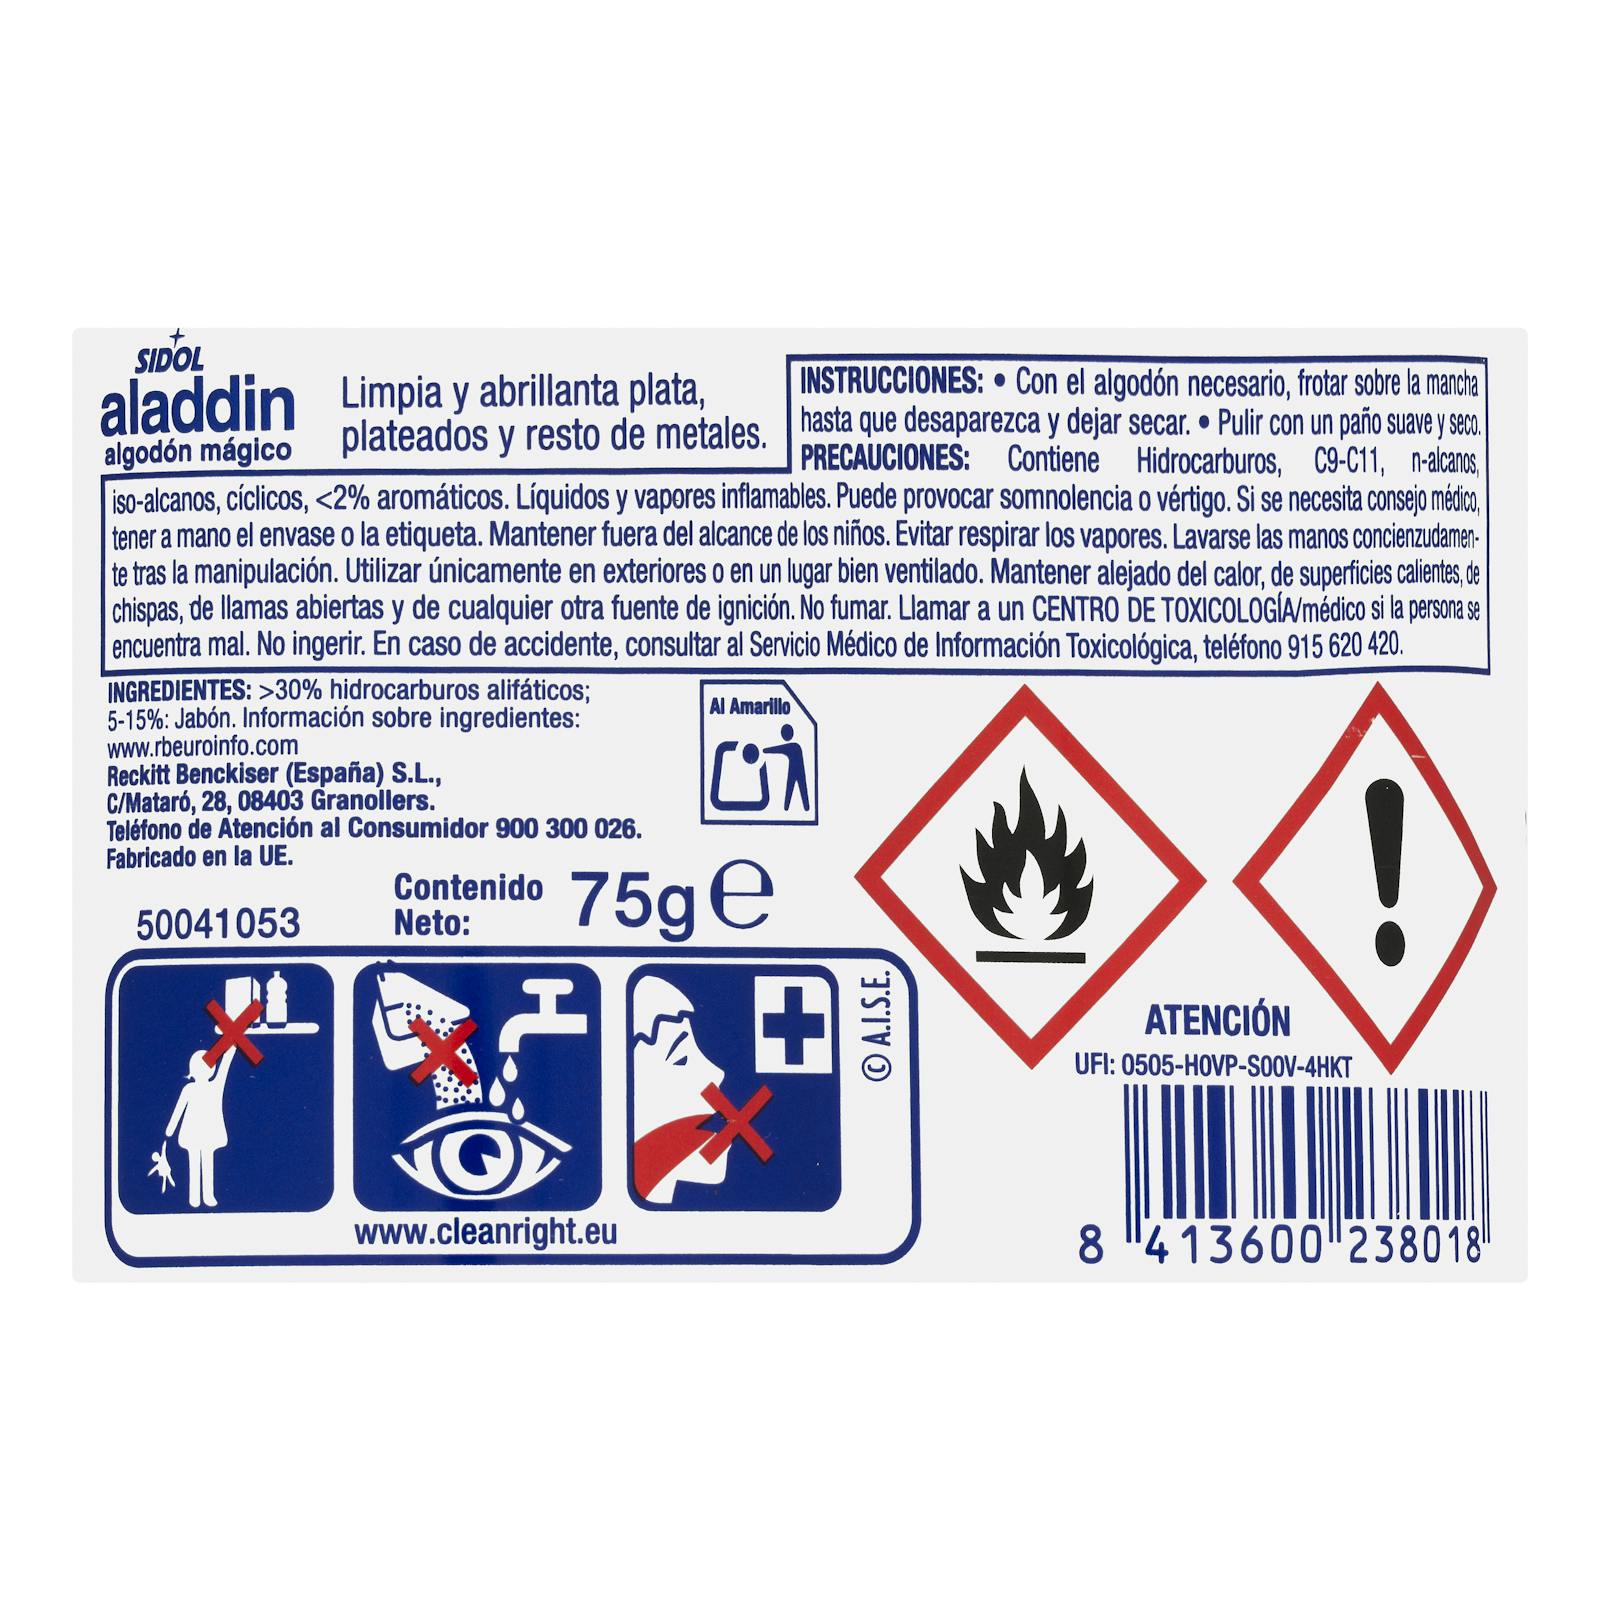 SIDOL
aladdin
algodón mágico
Limpia y abrillanta plata,
plateados y resto de metales.
INSTRUCCIONES: • Con el algodón necesario, frotar sobre la mancha
hasta que desaparezca y dejar secar. • Pulir con un paño suave y seco.
PRECAUCIONES: Contiene Hidrocarburos, C9-C11, n-alcanos,
iso-alcanos, cíclicos, <2% aromáticos. Líquidos y vapores inflamables. Puede provocar somnolencia o vértigo. Si se necesita consejo médico,
tener a mano el envase o la etiqueta. Mantener fuera del alcance de los niños. Evitar respirar los vapores. Lavarse las manos concienzudamen-
te tras la manipulación. Utilizar únicamente en exteriores o en un lugar bien ventilado. Mantener alejado del calor, de superficies calientes, de
chispas, de llamas abiertas y de cualquier otra fuente de ignición. No fumar. Llamar a un CENTRO DE TOXICOLOGÍA/médico si la persona se
encuentra mal. No ingerir. En caso de accidente, consultar al Servicio Médico de Información Toxicológica, teléfono 915 620 420.
INGREDIENTES: >30% hidrocarburos alifáticos;
5-15%: Jabón. Información sobre ingredientes:
www.rbeuroinfo.com
Reckitt Benckiser (España) S.L.,
C/Mataró, 28, 08403 Granollers.
Teléfono de Atención al Consumidor 900 300 026.
Fabricado en la UE.
Al Amarillo
50041053
Contenido
Neto:
75g e
© A.I.S.E.
www.cleanright.eu
ATENCIÓN
UFI: 0505-H0VP-S00V-4HKT
8 413600 238018